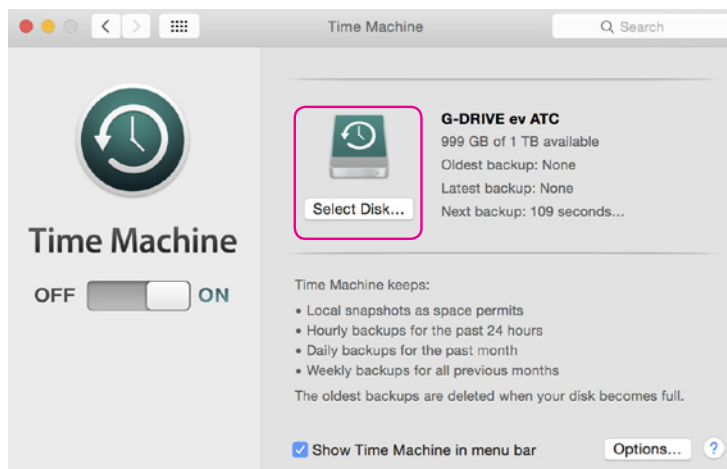 Time Machine
Search
Time Machine
OFF ON
Select Disk...
G-DRIVE ev ATC
999 GB of 1 TB available
Oldest backup: None
Latest backup: None
Next backup: 109 seconds...
Time Machine keeps:
• Local snapshots as space permits
• Hourly backups for the past 24 hours
• Daily backups for the past month
• Weekly backups for all previous months
The oldest backups are deleted when your disk becomes full.
Show Time Machine in menu bar
Options...
?